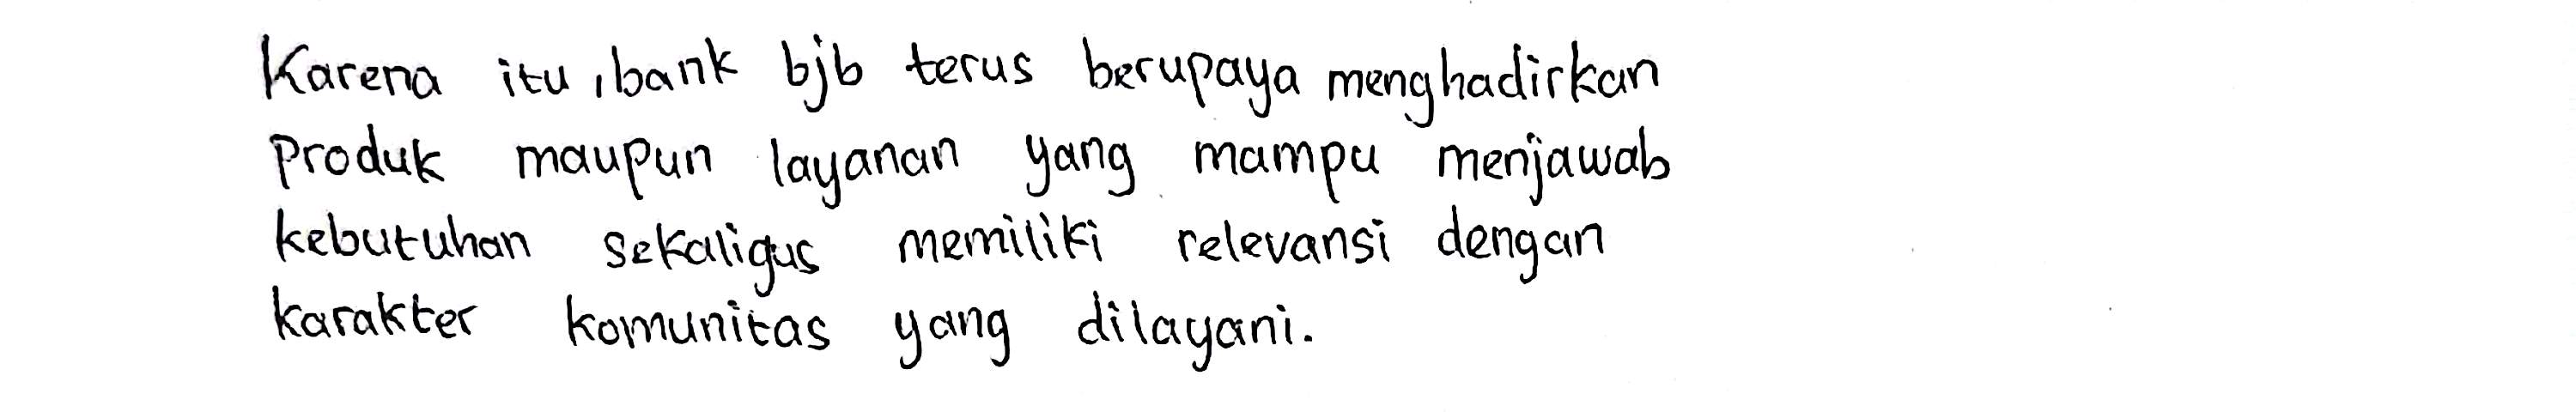 Karena itu, bank bjb terus berupaya menghadirkan
produk maupun layanan yang mampu menjawab
kebutuhan sekaligus memiliki relevansi dengan
karakter komunitas yang dilayani.